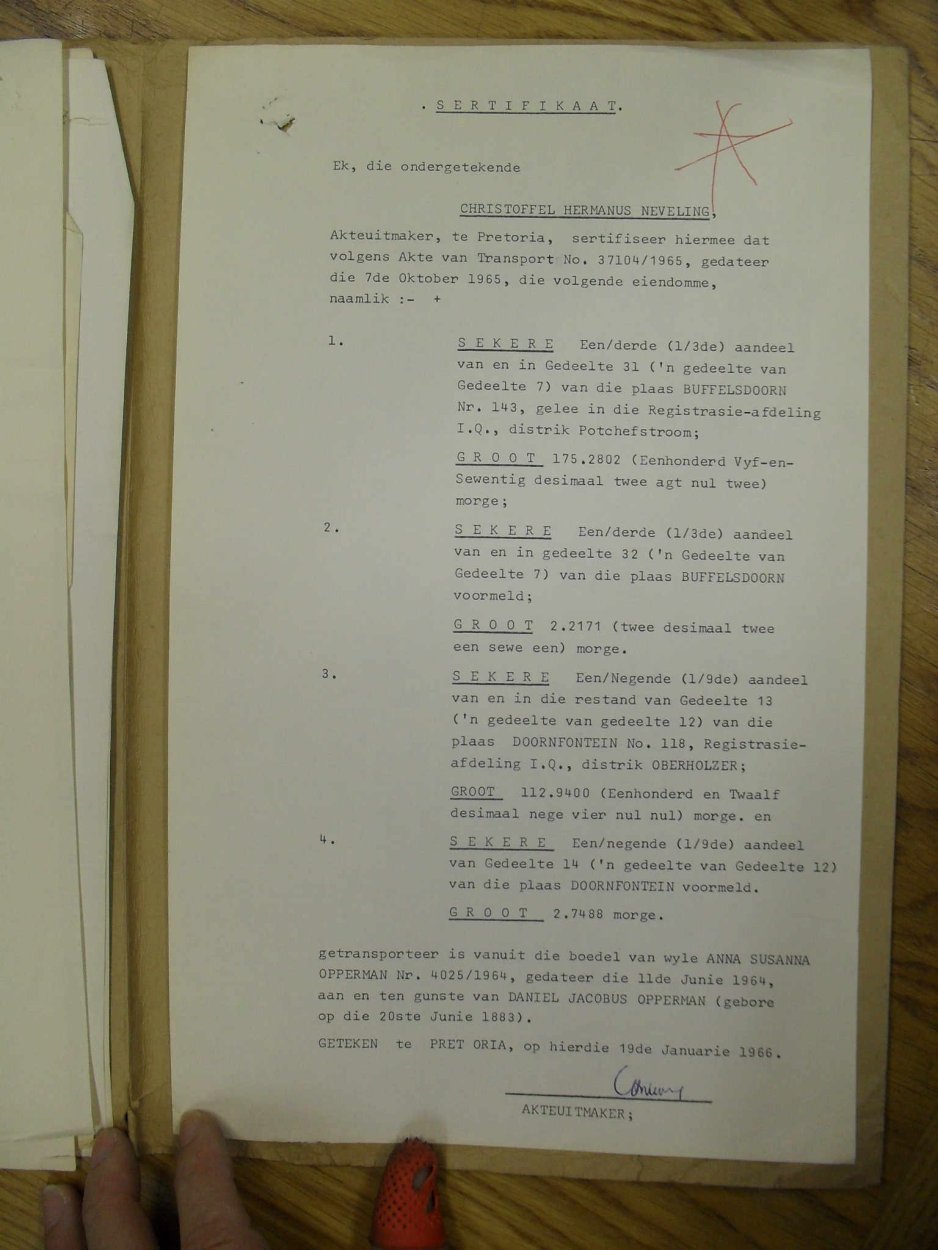 . S E R T I F I K A A T.
Ek, die ondergetekende
CHRISTOFFEL HERMANUS NEVELING,
Akteuitmaker, te Pretoria, sertifiseer hiermee dat
volgens Akte van Transport No. 37104/1965, gedateer
die 7de Oktober 1965, die volgende eiendomme,
naamlik :- +
1. S E K E R E Een/derde (1/3de) aandeel
van en in Gedeelte 31 ('n gedeelte van
Gedeelte 7) van die plaas BUFFELSDOORN
Nr. 143, gelee in die Registrasie-afdeling
I.Q., distrik Potchefstroom;
G R O O T 175.2802 (Eenhonderd Vyf-en-
Sewentig desimaal twee agt nul twee)
morge;
2. S E K E R E Een/derde (1/3de) aandeel
van en in gedeelte 32 ('n Gedeelte van
Gedeelte 7) van die plaas BUFFELSDOORN
voormeld;
G R O O T 2.2171 (twee desimaal twee
een sewe een) morge.
3. S E K E R E Een/Negende (1/9de) aandeel
van en in die restand van Gedeelte 13
('n gedeelte van gedeelte 12) van die
plaas DOORNFONTEIN No. 118, Registrasie-
afdeling I.Q., distrik OBERHOLZER;
GROOT 112.9400 (Eenhonderd en Twaalf
desimaal nege vier nul nul) morge. en
4. S E K E R E Een/negende (1/9de) aandeel
van Gedeelte 14 ('n gedeelte van Gedeelte 12)
van die plaas DOORNFONTEIN voormeld.
G R O O T 2.7488 morge.
getransporteer is vanuit die boedel van wyle ANNA SUSANNA
OPPERMAN Nr. 4025/1964, gedateer die 11de Junie 1964,
aan en ten gunste van DANIEL JACOBUS OPPERMAN (gebore
op die 20ste Junie 1883).
GETEKEN te PRET ORIA, op hierdie 19de Januarie 1966.
AKTEUITMAKER;